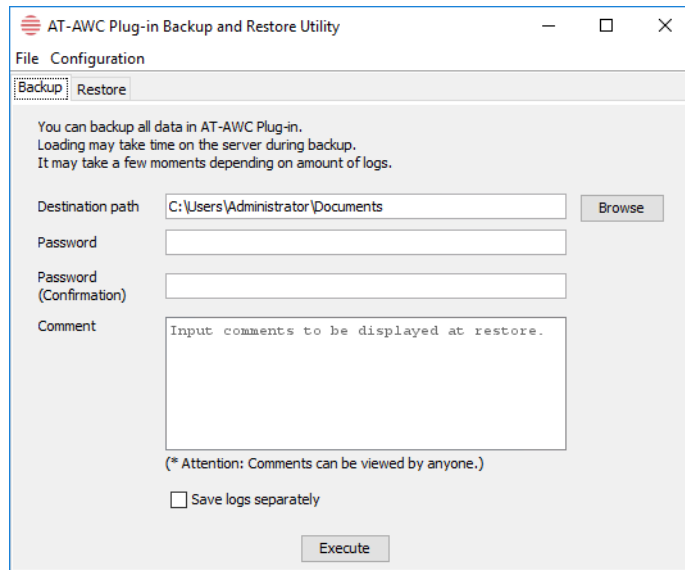 AT-AWC Plug-in Backup and Restore Utility
File Configuration
Backup Restore
You can backup all data in AT-AWC Plug-in.
Loading may take time on the server during backup.
It may take a few moments depending on amount of logs.
Destination path C:\Users\Administrator\Documents Browse
Password
Password
(Confirmation)
Comment Input comments to be displayed at restore.
(* Attention: Comments can be viewed by anyone.)
Save logs separately
Execute